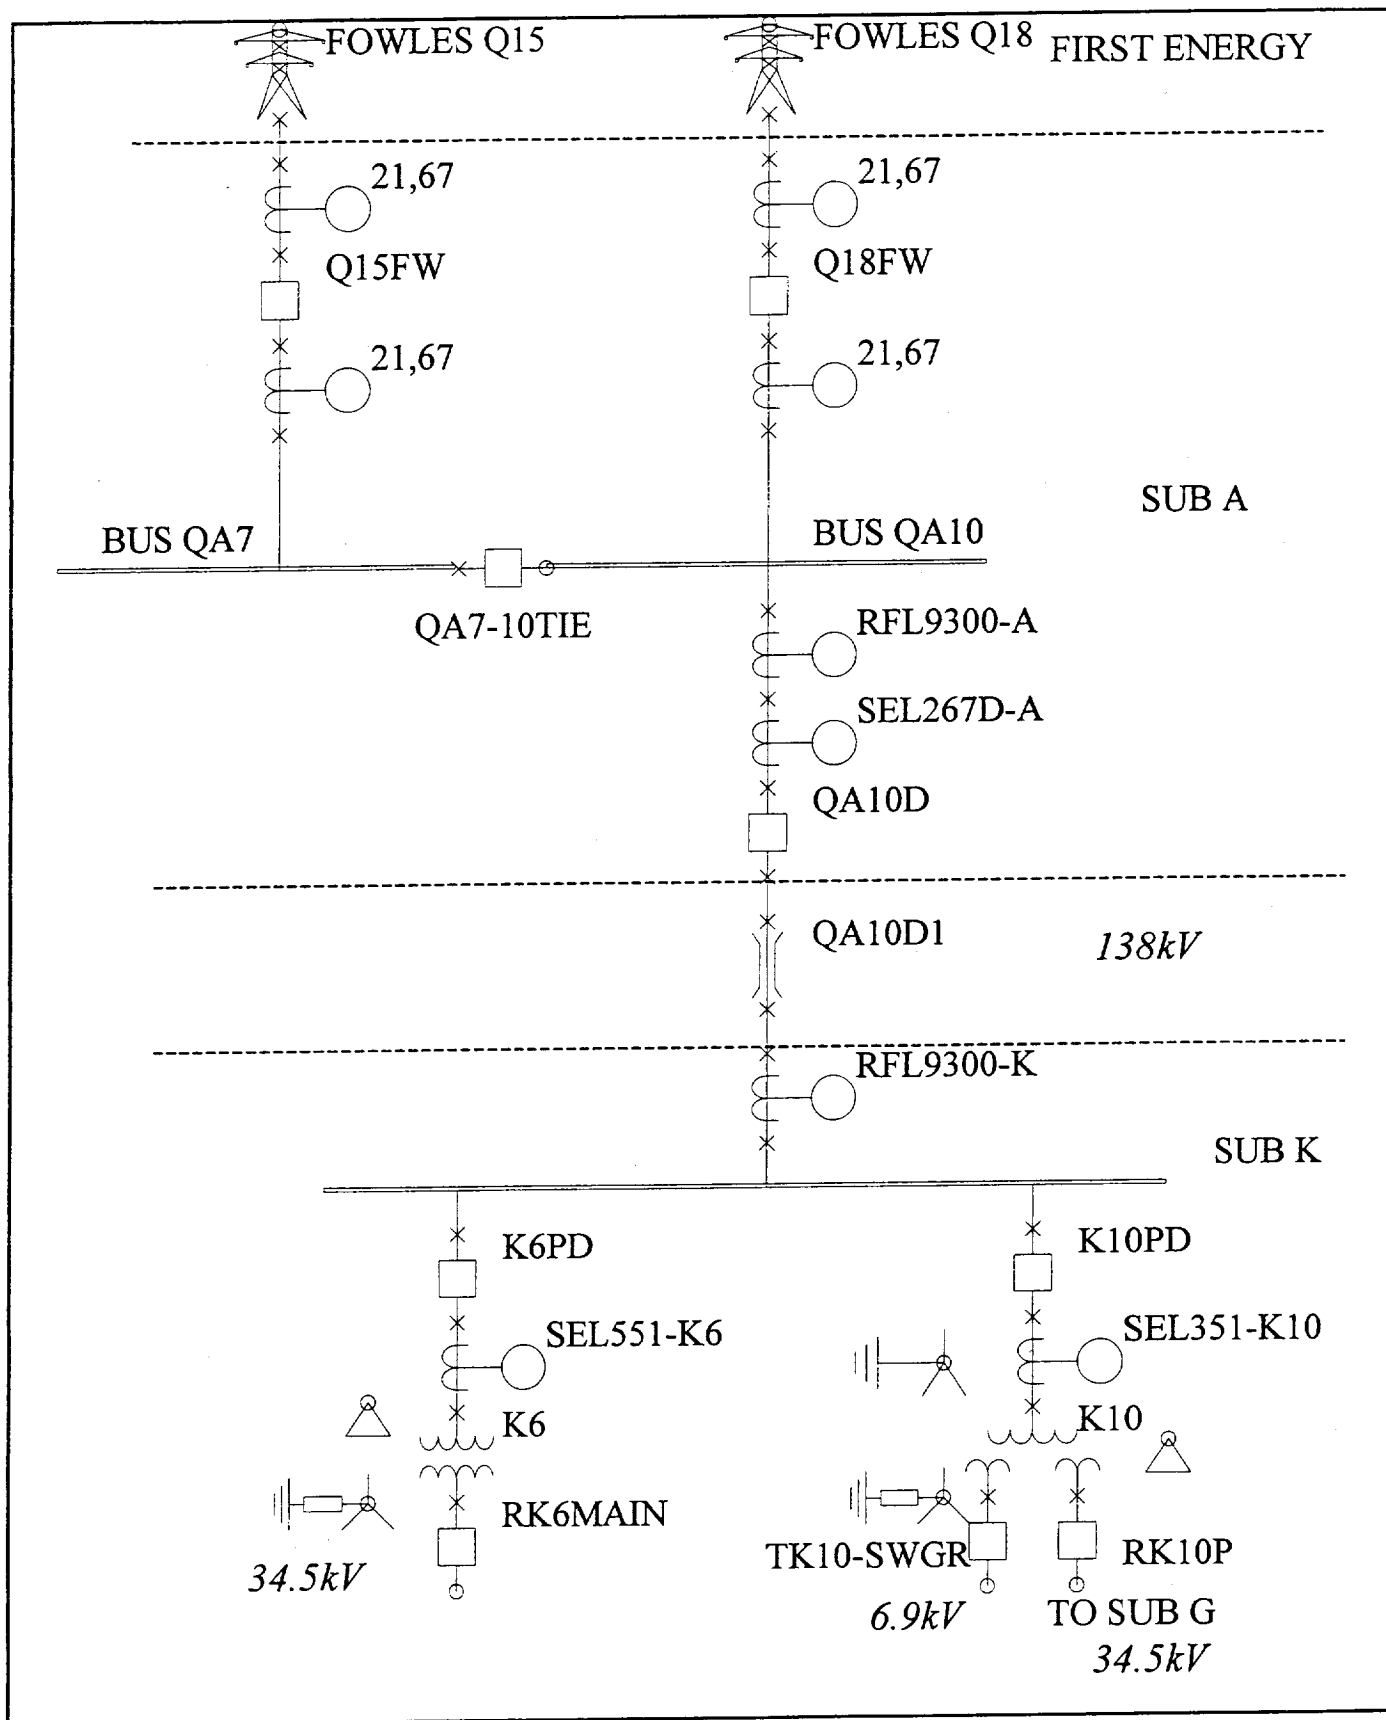 FOWLES Q15
FOWLES Q18
FIRST ENERGY
21,67
21,67
Q15FW
Q18FW
21,67
21,67
SUB A
BUS QA7
BUS QA10
QA7-10TIE
RFL9300-A
SEL267D-A
QA10D
QA10D1
138kV
RFL9300-K
SUB K
K6PD
K10PD
SEL551-K6
SEL351-K10
K6
K10
RK6MAIN
TK10-SWGR
RK10P
34.5kV
6.9kV
TO SUB G
34.5kV